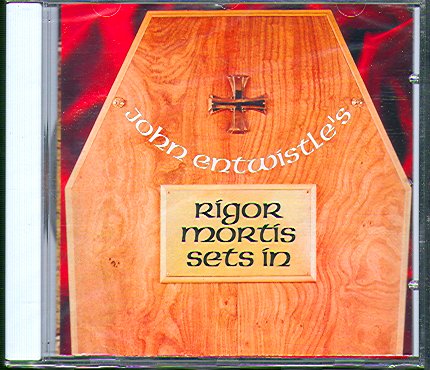 John Entwistle's
Rigor
Mortis
Sets In